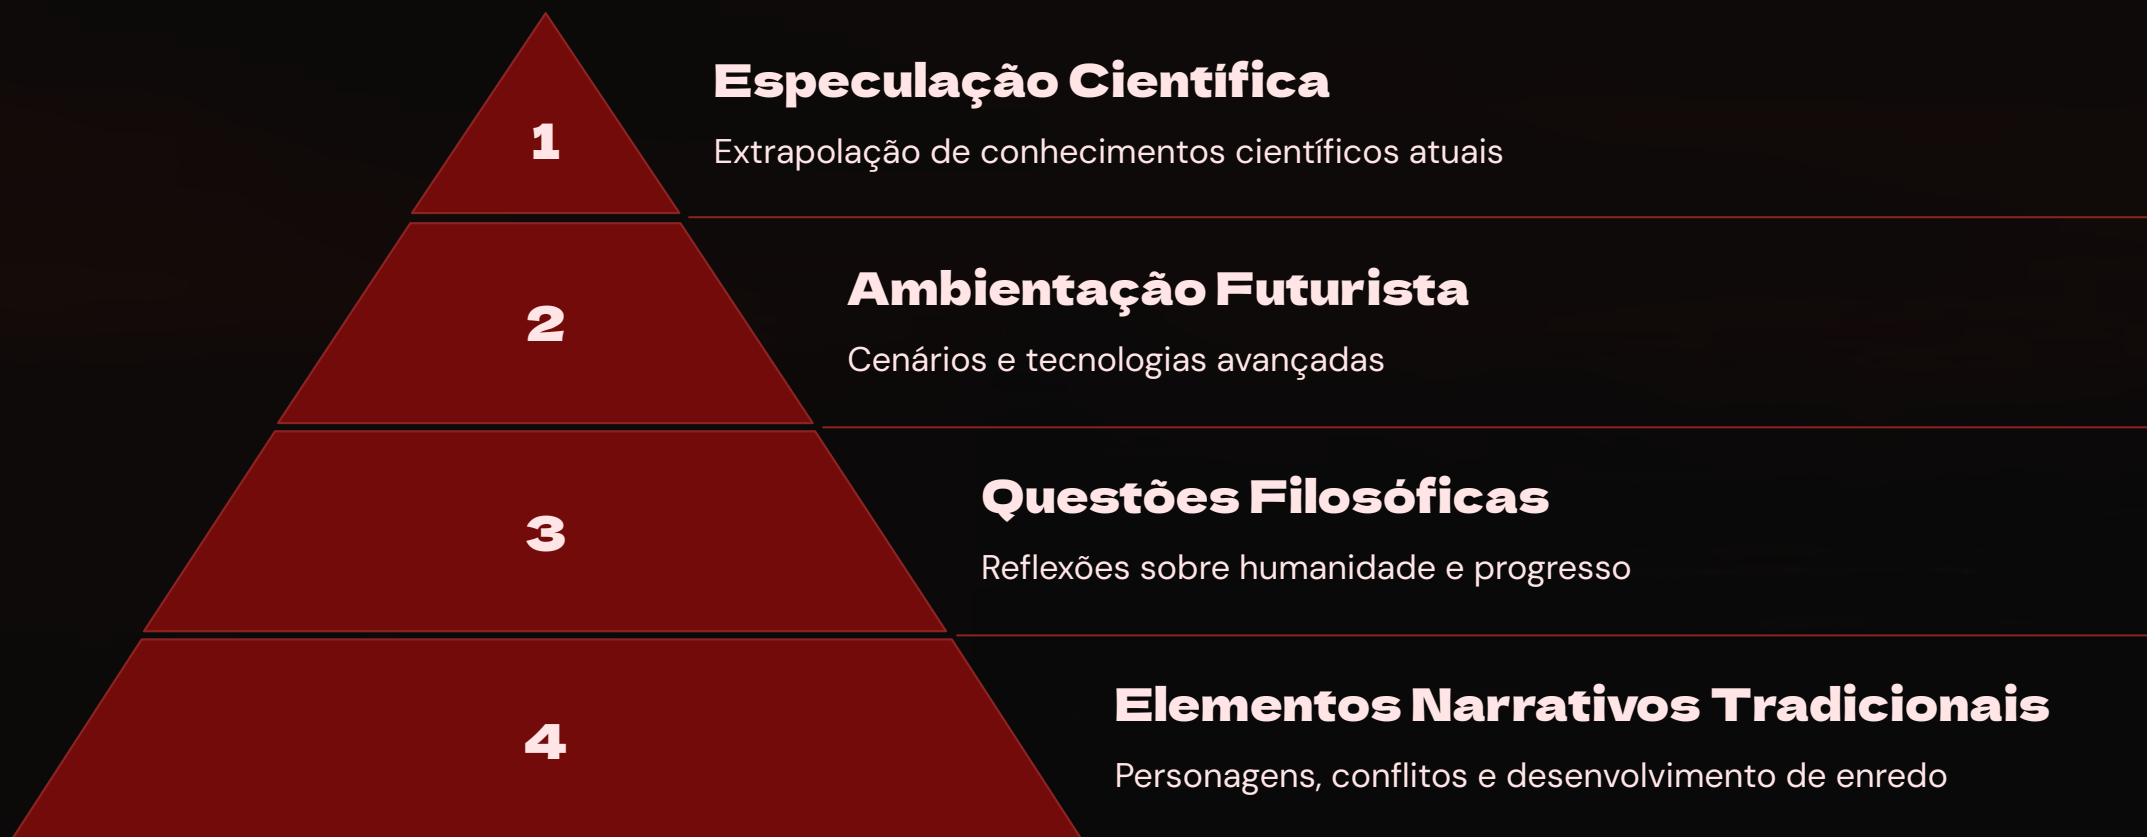 1
Especulação Científica
Extrapolação de conhecimentos científicos atuais
2
Ambientação Futurista
Cenários e tecnologias avançadas
3
Questões Filosóficas
Reflexões sobre humanidade e progresso
4
Elementos Narrativos Tradicionais
Personagens, conflitos e desenvolvimento de enredo